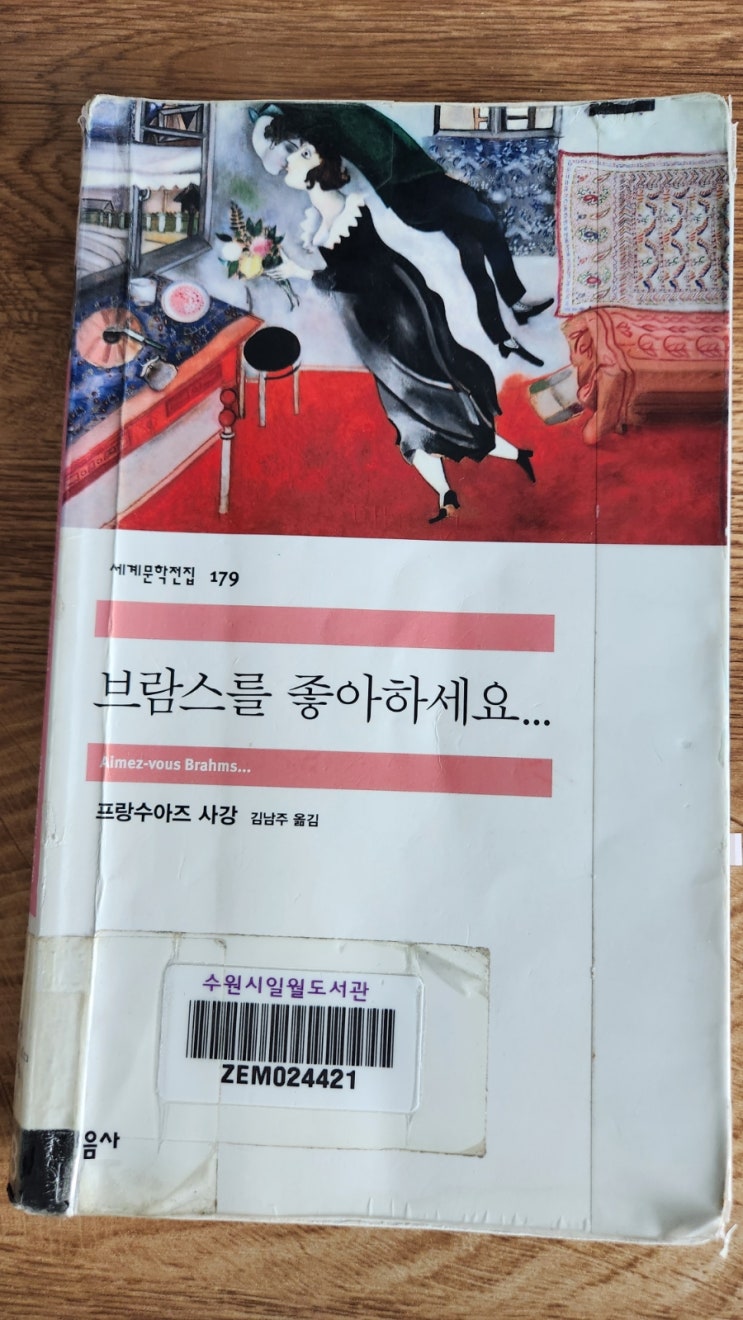 세계문학전집 179
브람스를 좋아하세요...
Aimez-vous Brahms...
프랑수아즈 사강 김남주 옮김
수원시일월도서관
ZEM024421
음사